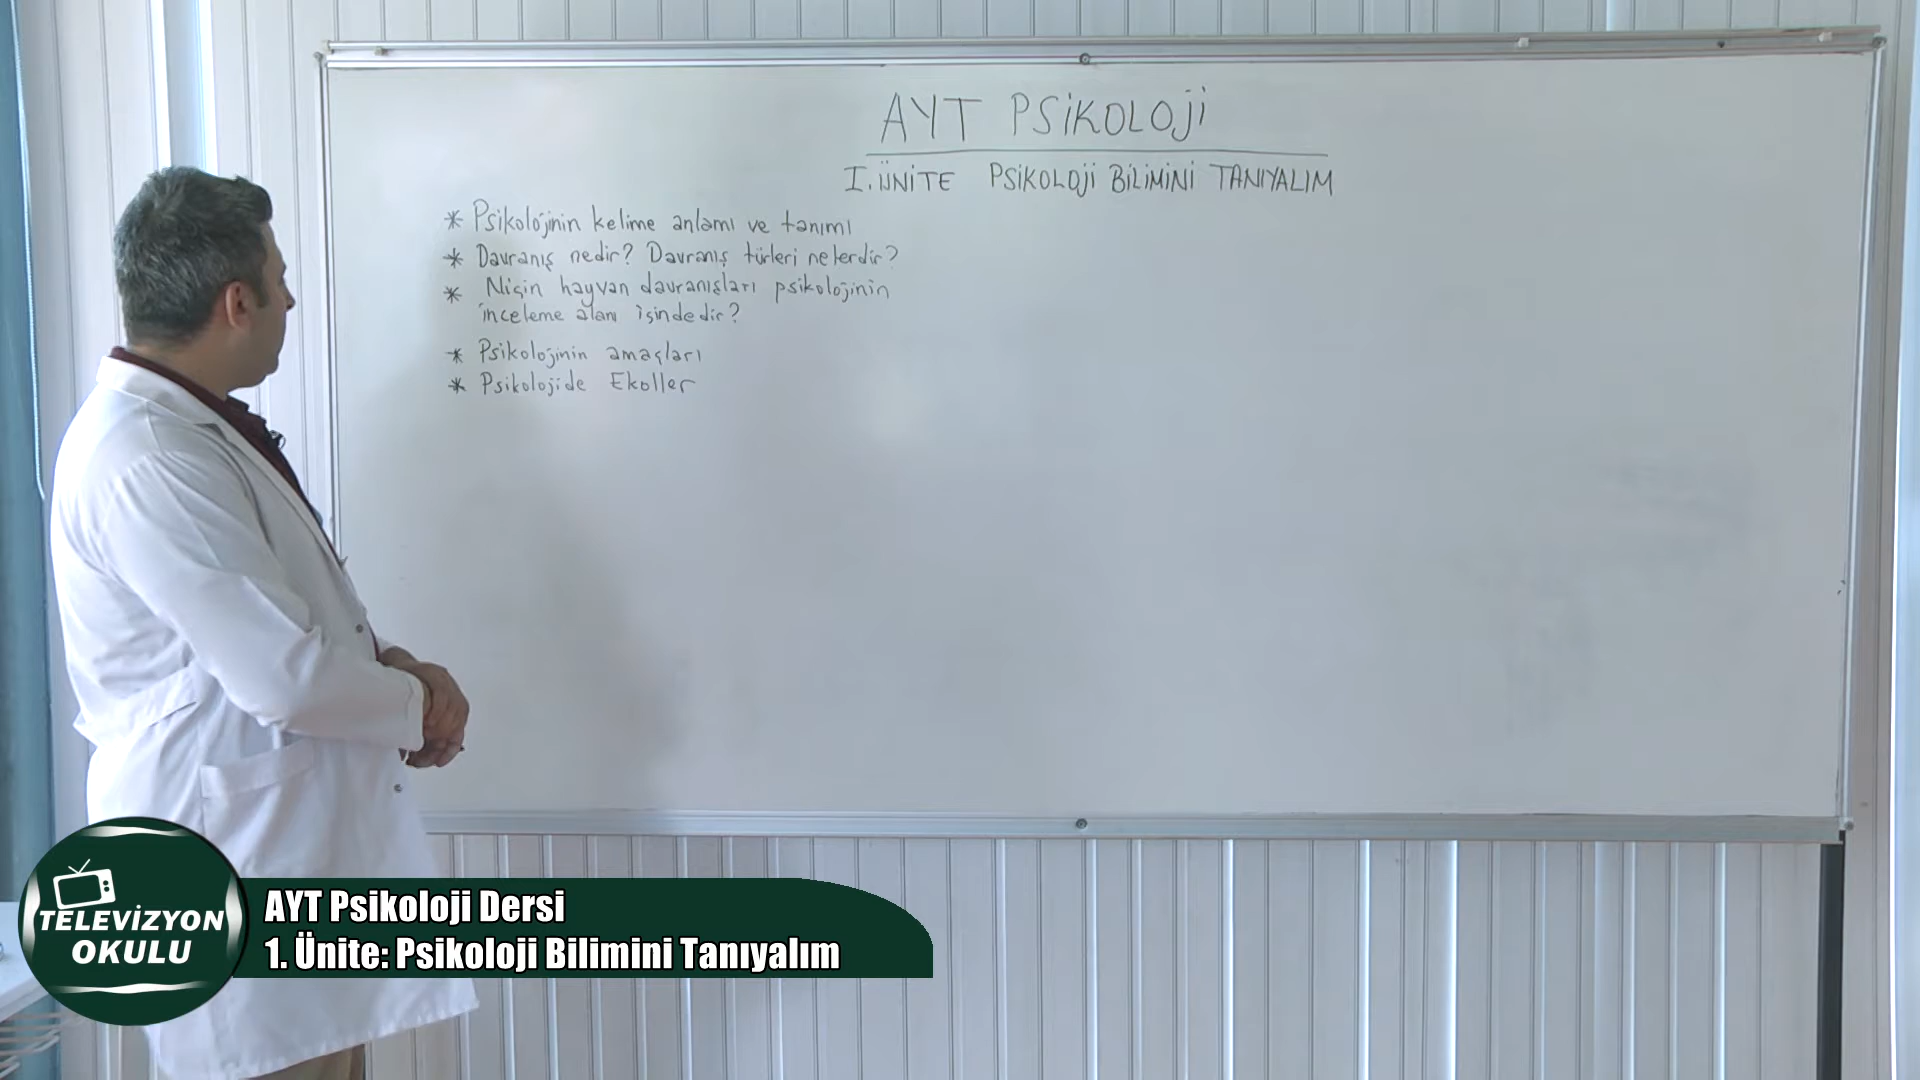 AYT PSİKOLOJİ
I. ÜNİTE PSİKOLOJİ BİLİMİNİ TANIYALIM
* Psikolojinin kelime anlamı ve tanımı
* Davranış nedir? Davranış türleri nelerdir?
* Niçin hayvan davranışları psikolojinin
inceleme alanı içindedir?
* Psikolojinin amaçları
* Psikolojide Ekoller
TELEVİZYON
OKULU
AYT Psikoloji Dersi
1. Ünite: Psikoloji Bilimini Tanıyalım